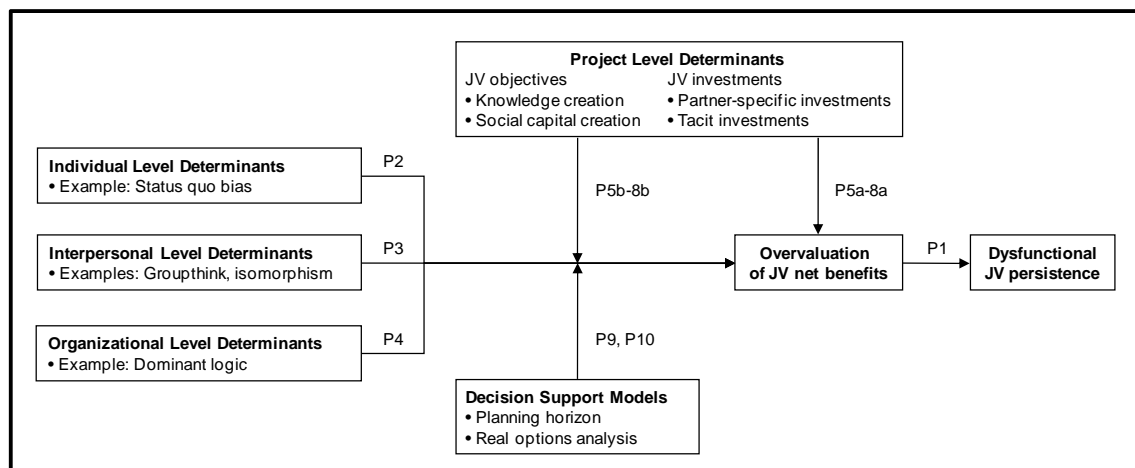 Project Level Determinants
JV objectives JV investments
• Knowledge creation • Partner-specific investments
• Social capital creation • Tacit investments
P2
Individual Level Determinants
• Example: Status quo bias
P5b-8b P5a-8a
P3
Interpersonal Level Determinants
• Examples: Groupthink, isomorphism
Overvaluation
of JV net benefits
P1
Dysfunctional
JV persistence
P4
Organizational Level Determinants
• Example: Dominant logic
P9, P10
Decision Support Models
• Planning horizon
• Real options analysis